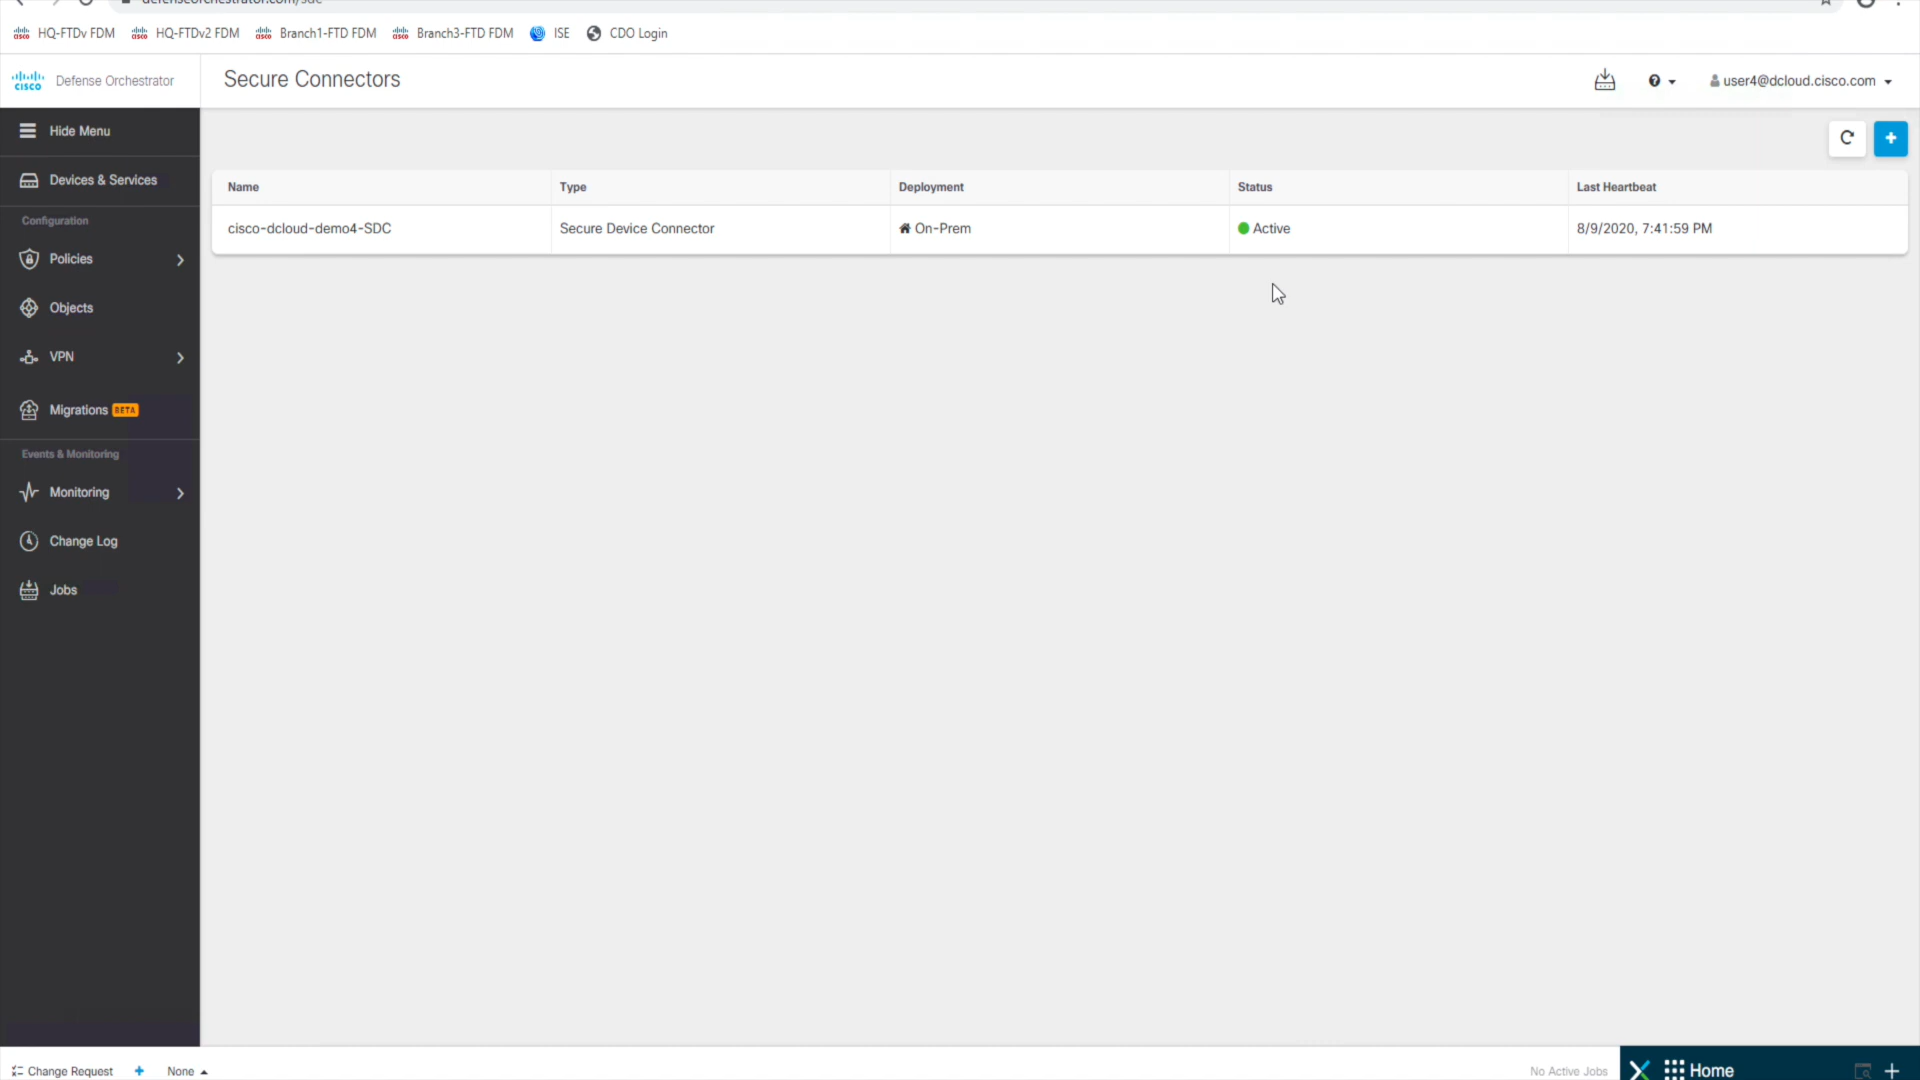 defenseorchestrator.com/sdc
HQ-FTDv FDM HQ-FTDv2 FDM Branch1-FTD FDM Branch3-FTD FDM ISE CDO Login
cisco Defense Orchestrator Secure Connectors user4@dcloud.cisco.com
Hide Menu
Devices & Services
Configuration
Policies
Objects
VPN
Migrations BETA
Events & Monitoring
Monitoring
Change Log
Jobs
Name Type Deployment Status Last Heartbeat
cisco-dcloud-demo4-SDC Secure Device Connector On-Prem Active 8/9/2020, 7:41:59 PM
Change Request + None No Active Jobs Home